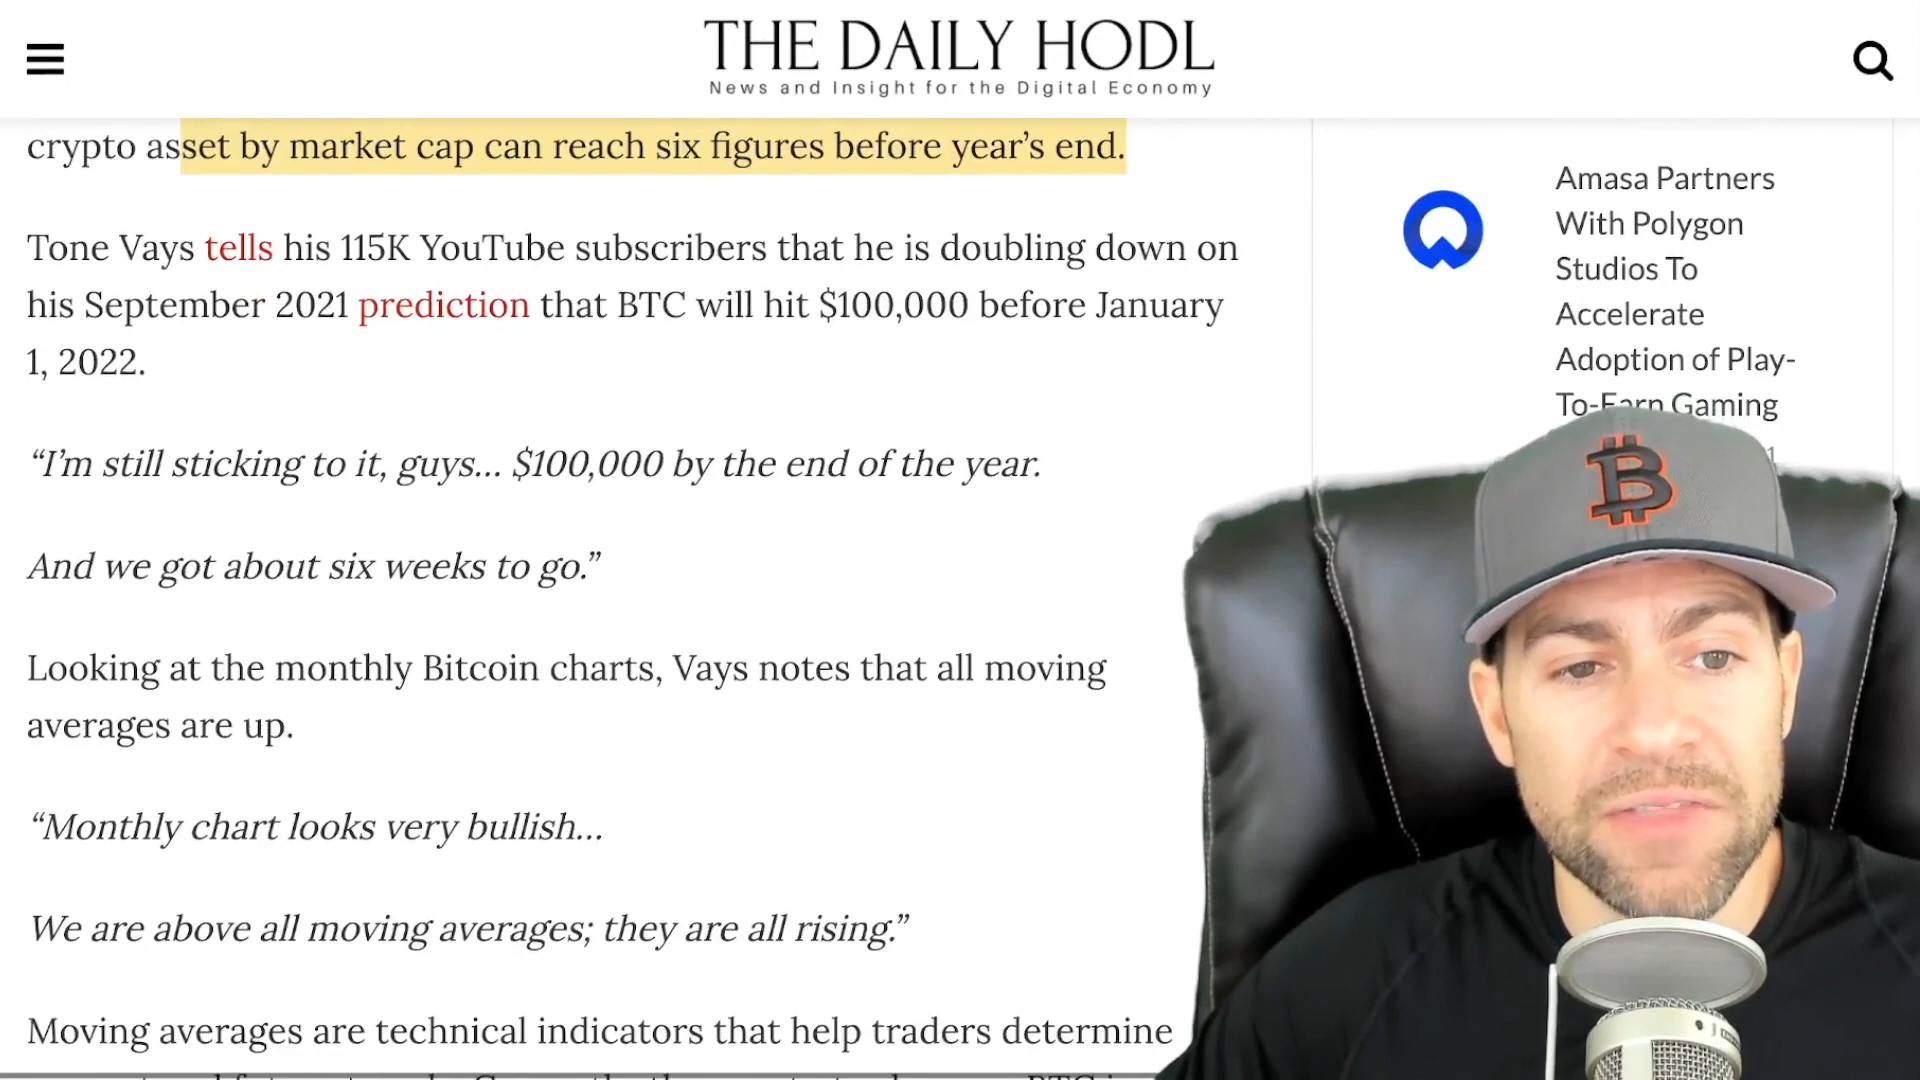 THE DAILY HODL
News and Insight for the Digital Economy
crypto asset by market cap can reach six figures before year’s end.
Tone Vays tells his 115K YouTube subscribers that he is doubling down on
his September 2021 prediction that BTC will hit $100,000 before January
1, 2022.
“I’m still sticking to it, guys… $100,000 by the end of the year.
And we got about six weeks to go.”
Looking at the monthly Bitcoin charts, Vays notes that all moving
averages are up.
“Monthly chart looks very bullish…
We are above all moving averages; they are all rising.”
Moving averages are technical indicators that help traders determine
Amasa Partners
With Polygon
Studios To
Accelerate
Adoption of Play-
To-Earn Gaming